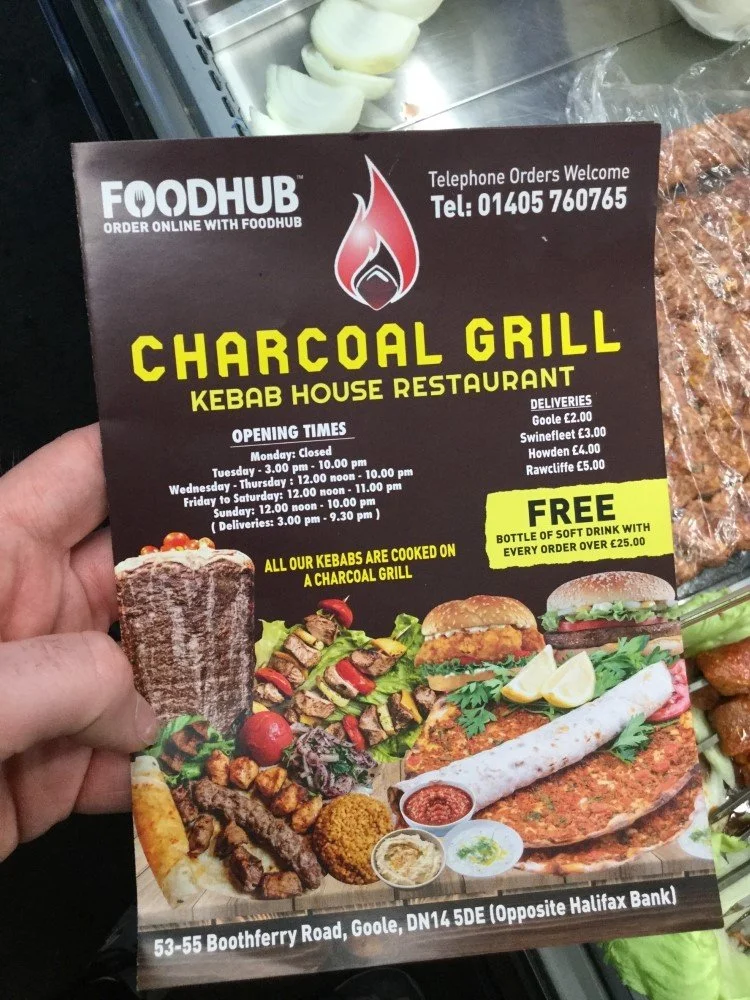 FOODHUB™
ORDER ONLINE WITH FOODHUB
Telephone Orders Welcome
Tel: 01405 760765
CHARCOAL GRILL
KEBAB HOUSE RESTAURANT
OPENING TIMES
Monday: Closed
Tuesday - 3.00 pm - 10.00 pm
Wednesday - Thursday : 12.00 noon - 10.00 pm
Friday to Saturday: 12.00 noon - 11.00 pm
Sunday: 12.00 noon - 10.00 pm
( Deliveries: 3.00 pm - 9.30 pm )
DELIVERIES
Goole £2.00
Swinefleet £3.00
Howden £4.00
Rawcliffe £5.00
FREE
BOTTLE OF SOFT DRINK WITH
EVERY ORDER OVER £25.00
ALL OUR KEBABS ARE COOKED ON
A CHARCOAL GRILL
53-55 Boothferry Road, Goole, DN14 5DE (Opposite Halifax Bank)